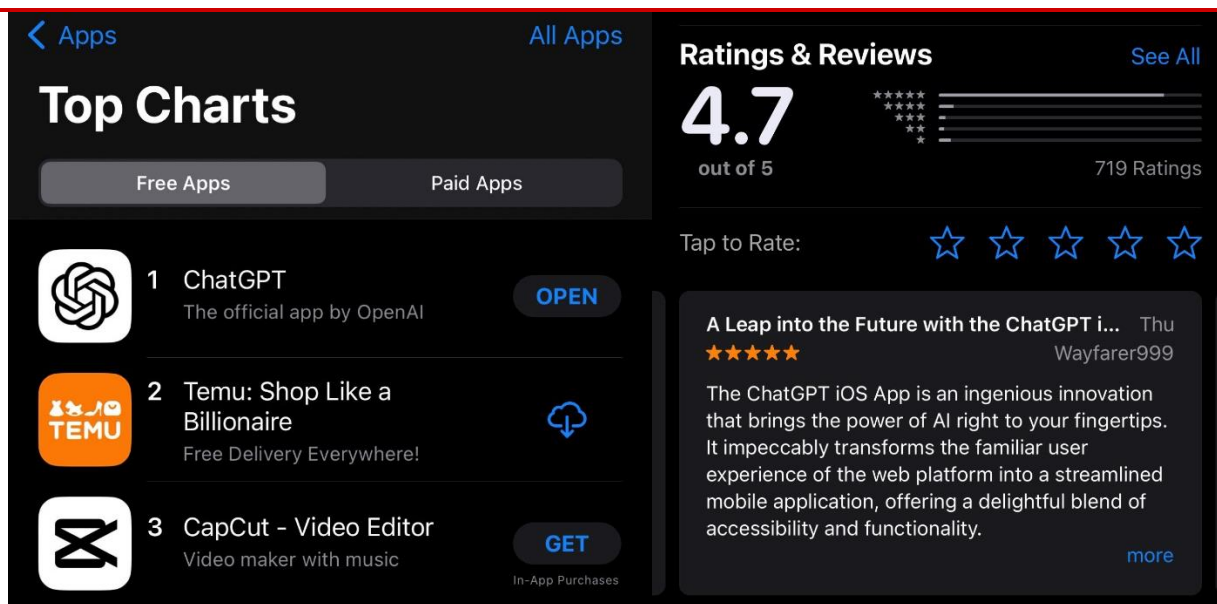 Apps
All Apps
Top Charts
Free Apps
Paid Apps
1 ChatGPT
The official app by OpenAI
OPEN
TEMU
2 Temu: Shop Like a
Billionaire
Free Delivery Everywhere!
3 CapCut - Video Editor
Video maker with music
GET
In-App Purchases
Ratings & Reviews
See All
4.7
out of 5
719 Ratings
Tap to Rate:
A Leap into the Future with the ChatGPT i...
Thu
Wayfarer999
The ChatGPT iOS App is an ingenious innovation
that brings the power of AI right to your fingertips.
It impeccably transforms the familiar user
experience of the web platform into a streamlined
mobile application, offering a delightful blend of
accessibility and functionality.
more